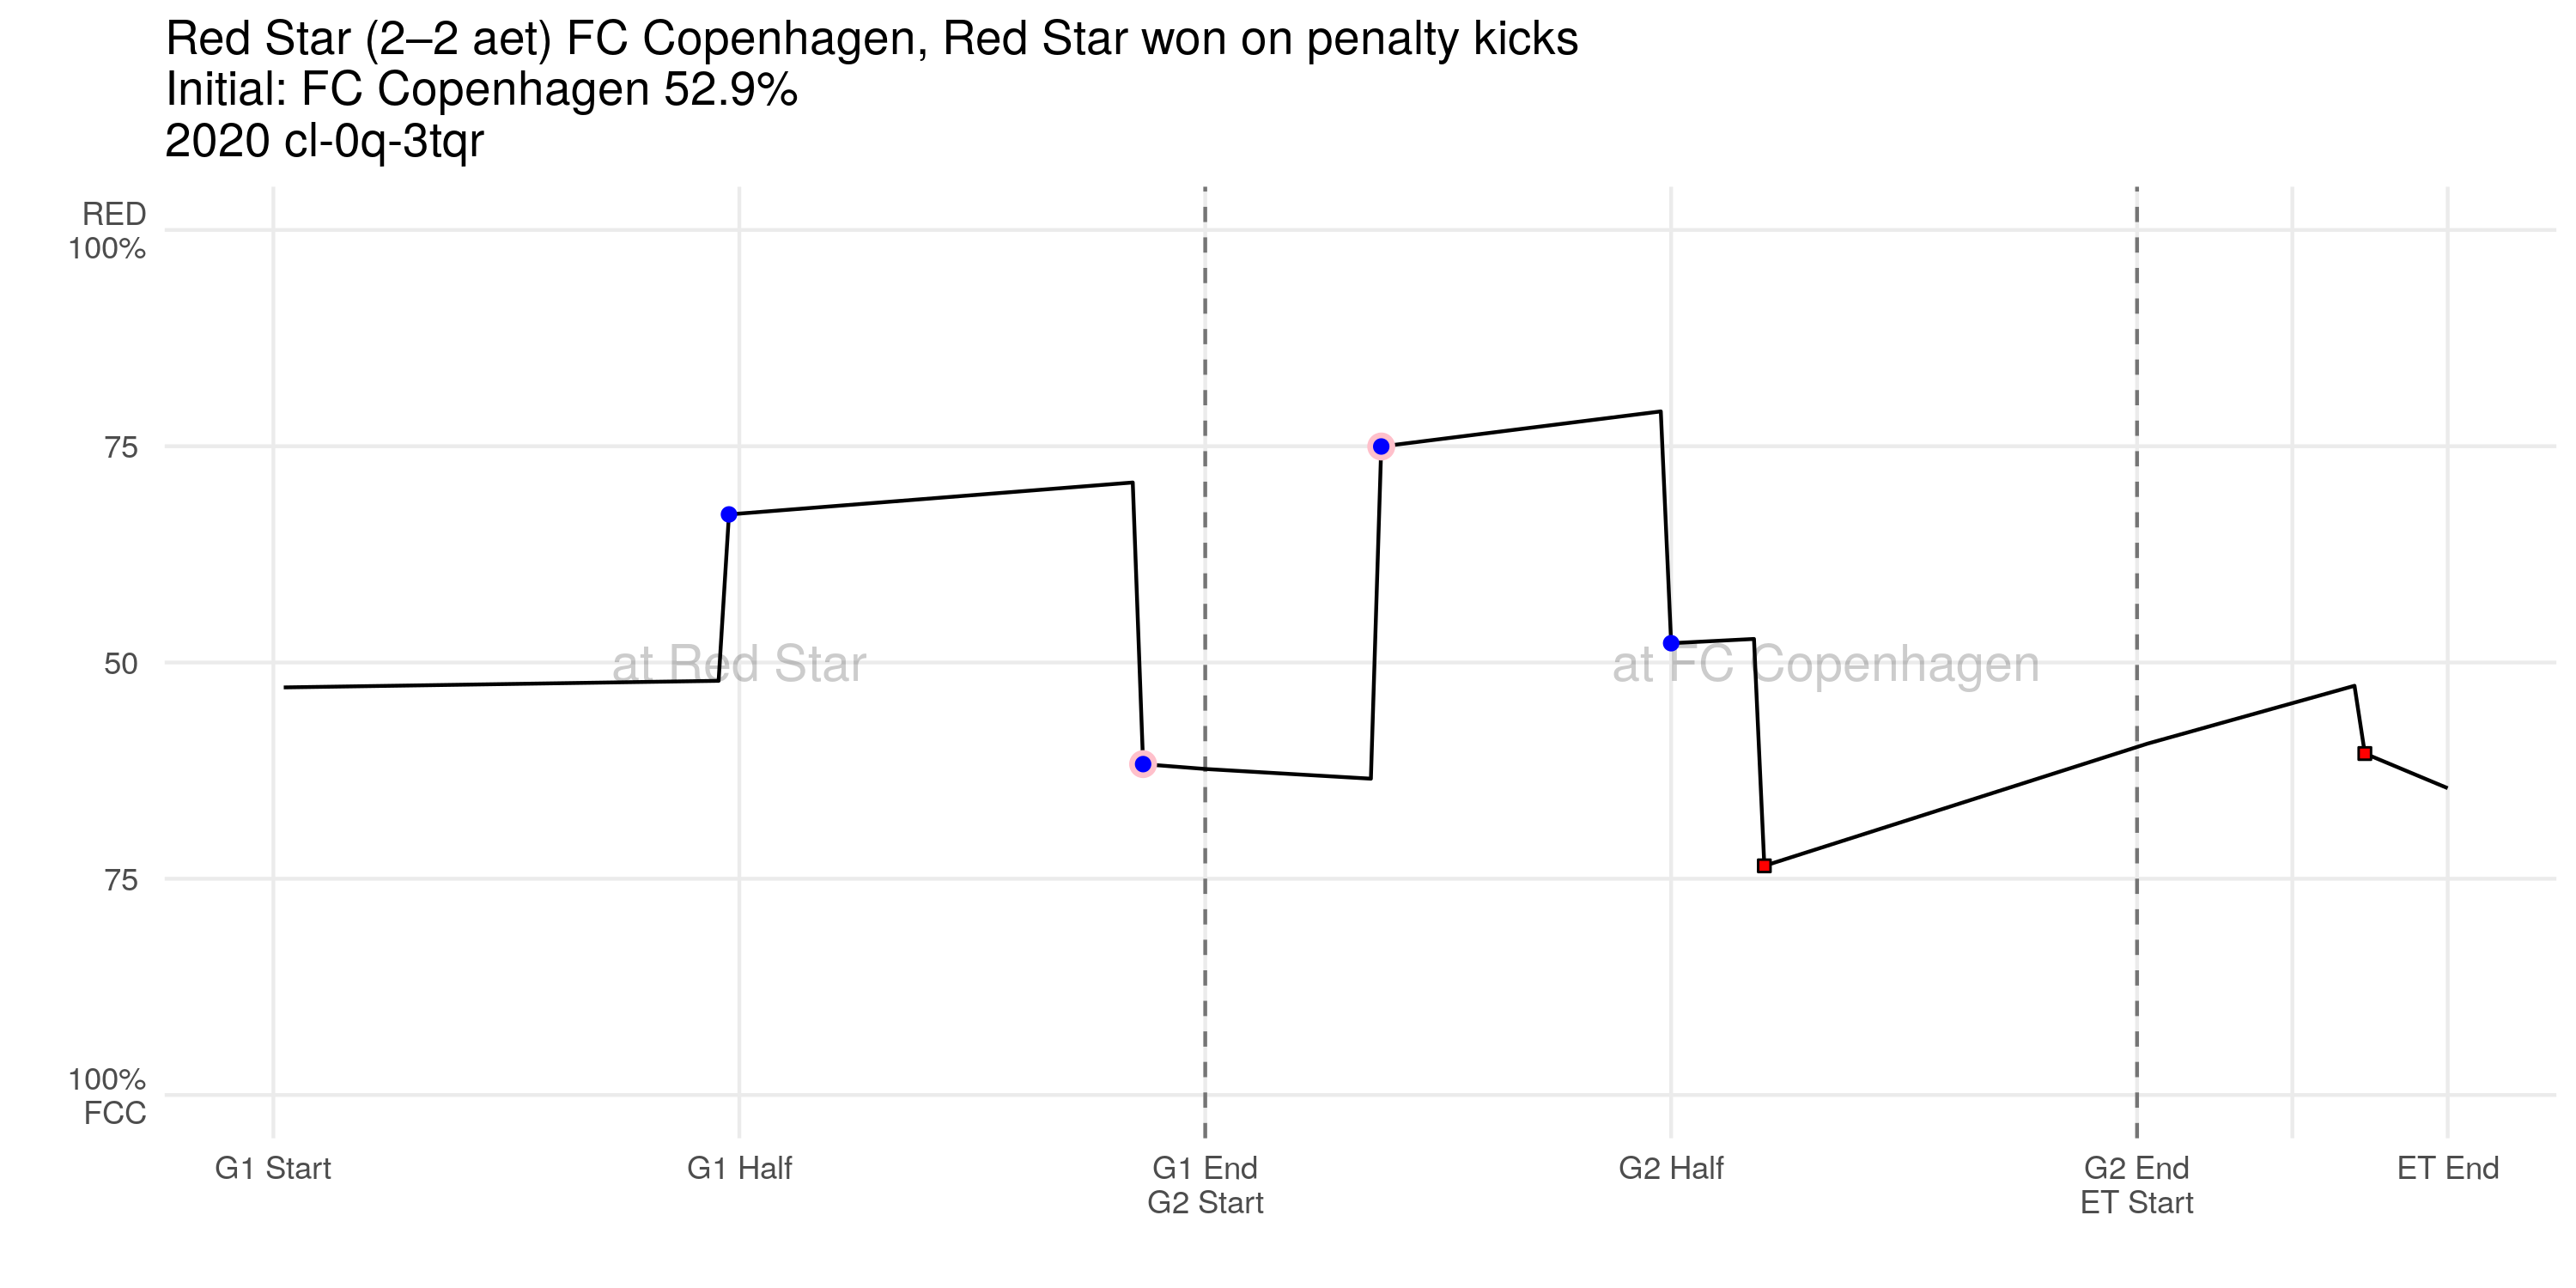 Red Star (2–2 aet) FC Copenhagen, Red Star won on penalty kicks
Initial: FC Copenhagen 52.9%
2020 cl-0q-3tqr
RED
100%
75
50
75
100%
FCC
at Red Star
at FC Copenhagen
G1 Start
G1 Half
G1 End
G2 Start
G2 Half
G2 End
ET Start
ET End